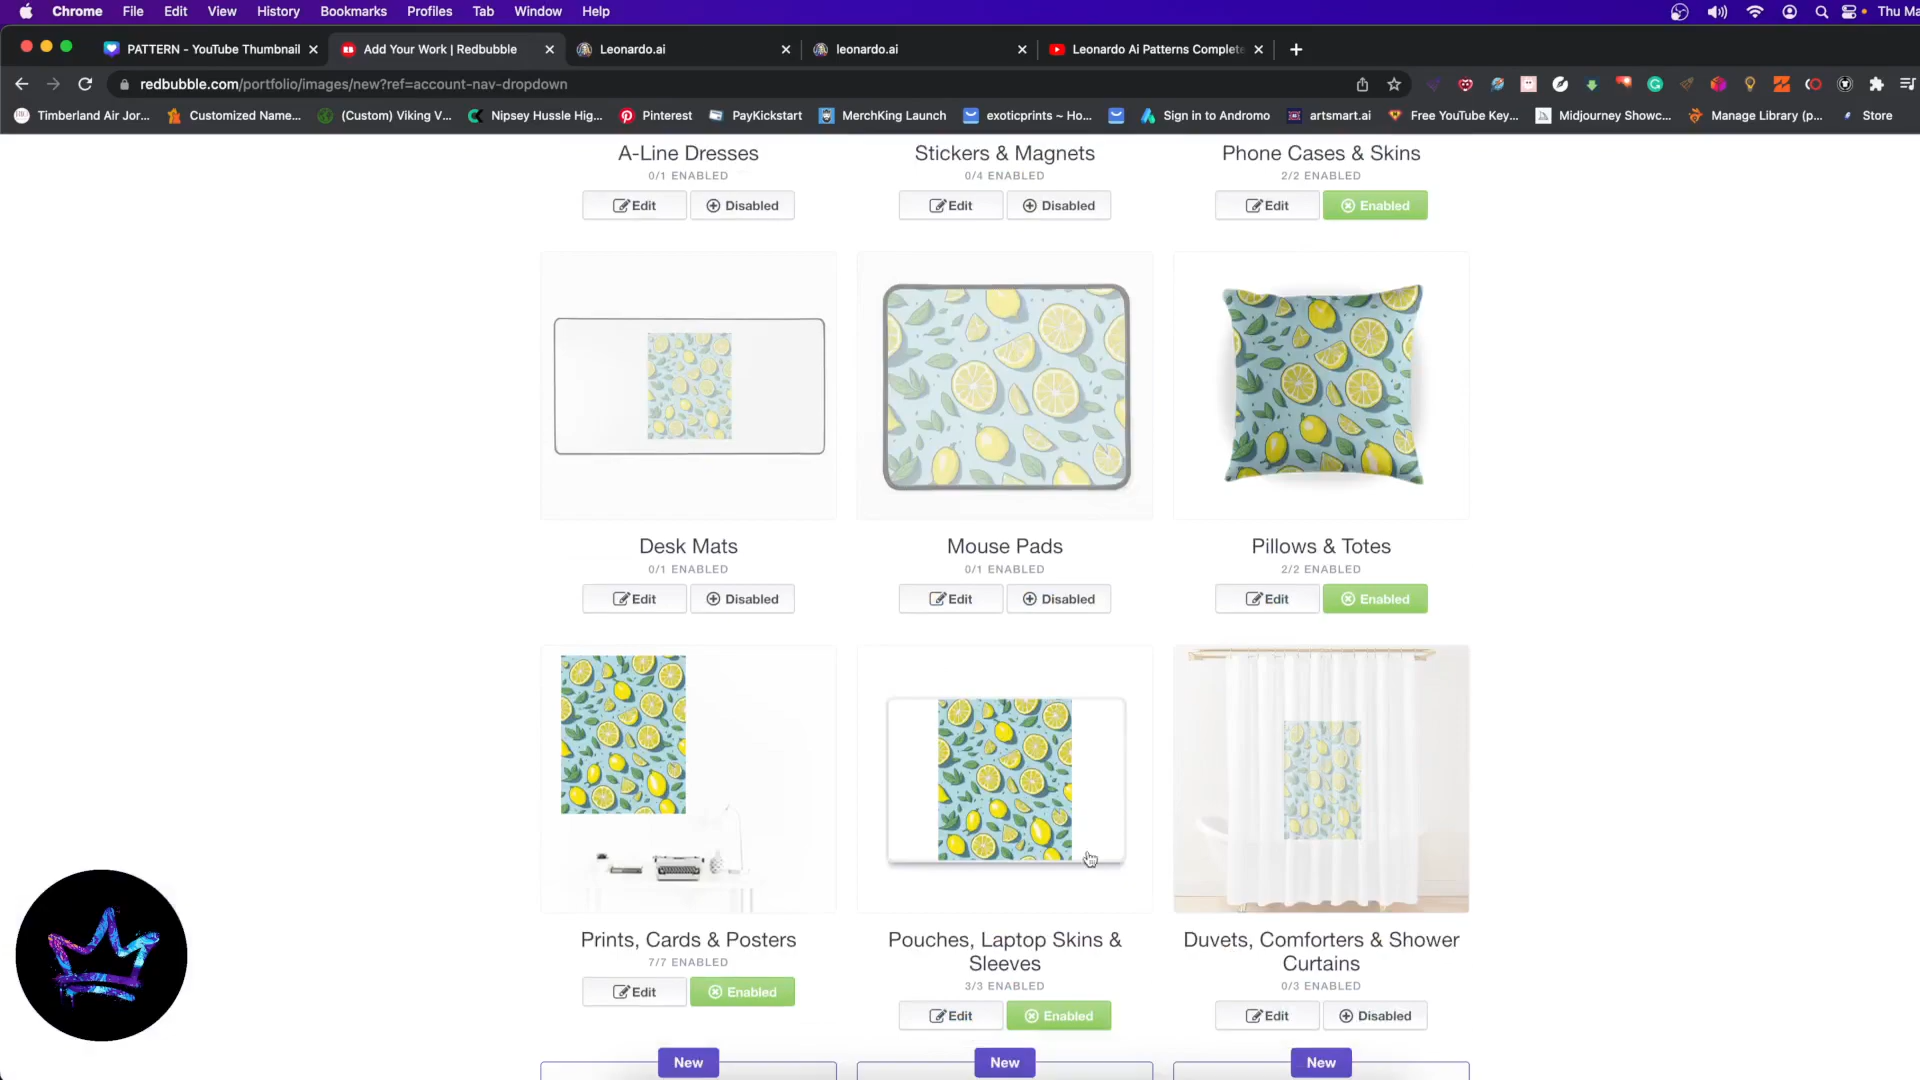 Chrome File Edit View History Bookmarks Profiles Tab Window Help Thu Ma
PATTERN - YouTube Thumbnail Add Your Work | Redbubble Leonardo.ai leonardo.ai Leonardo Ai Patterns Complete
redbubble.com/portfolio/images/new?ref=account-nav-dropdown
Timberland Air Jor... Customized Name... (Custom) Viking V... Nipsey Hussle Hig... Pinterest PayKickstart MerchKing Launch exoticprints ~ Ho... Sign in to Andromo artsmart.ai Free YouTube Key... Midjourney Showc... Manage Library (p... Store
A-Line Dresses Stickers & Magnets Phone Cases & Skins
0/1 ENABLED 0/4 ENABLED 2/2 ENABLED
Edit Disabled Edit Disabled Edit Enabled
Desk Mats Mouse Pads Pillows & Totes
0/1 ENABLED 0/1 ENABLED 2/2 ENABLED
Edit Disabled Edit Disabled Edit Enabled
Prints, Cards & Posters
7/7 ENABLED
Edit Enabled
Pouches, Laptop Skins &
Sleeves
3/3 ENABLED
Edit Enabled
Duvets, Comforters & Shower
Curtains
0/3 ENABLED
Edit Disabled
New New New